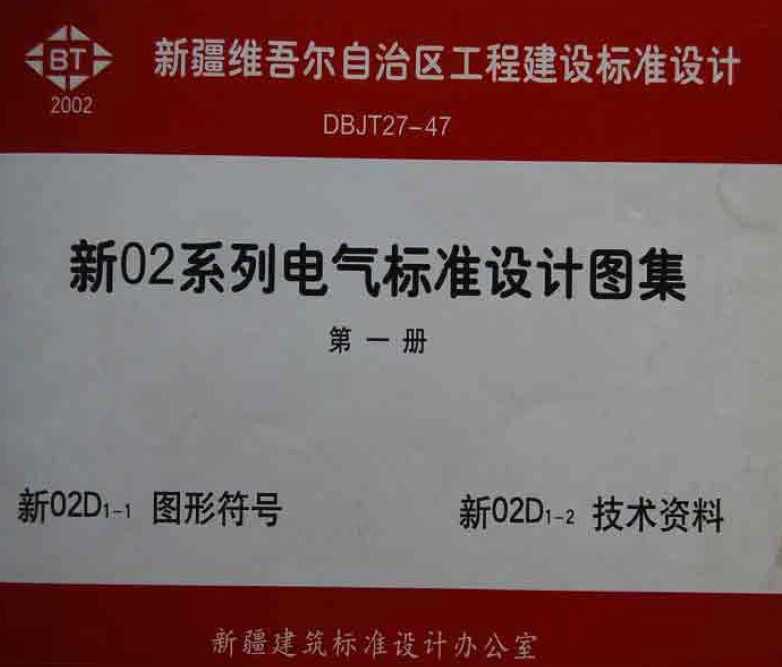 BT
2002
新疆维吾尔自治区工程建设标准设计
DBJT27-47
新02系列电气标准设计图集
第一册
新02D1-1 图形符号
新02D1-2 技术资料
新疆建筑标准设计办公室